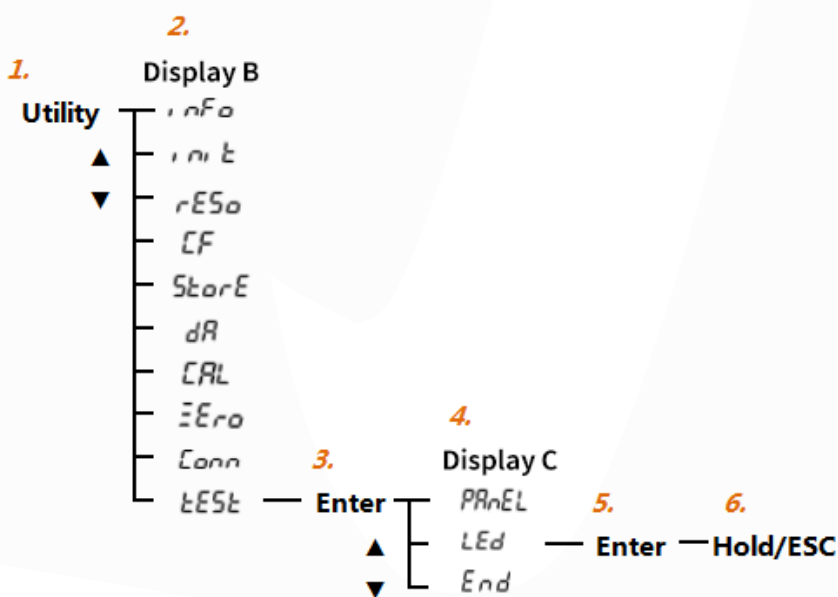 2.
1.
Display B
Utility
inFo
▲
init
▼
rESo
CF
StorE
dA
CAL
ZEro
4.
Conn
3.
Display C
tESt
Enter
PAnEL
5.
6.
▲
LEd
Enter
Hold/ESC
▼
End